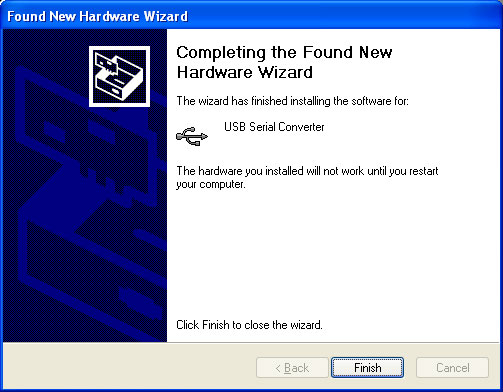 Found New Hardware Wizard
Completing the Found New
Hardware Wizard
The wizard has finished installing the software for:
USB Serial Converter
The hardware you installed will not work until you restart
your computer.
Click Finish to close the wizard.
< Back Finish Cancel